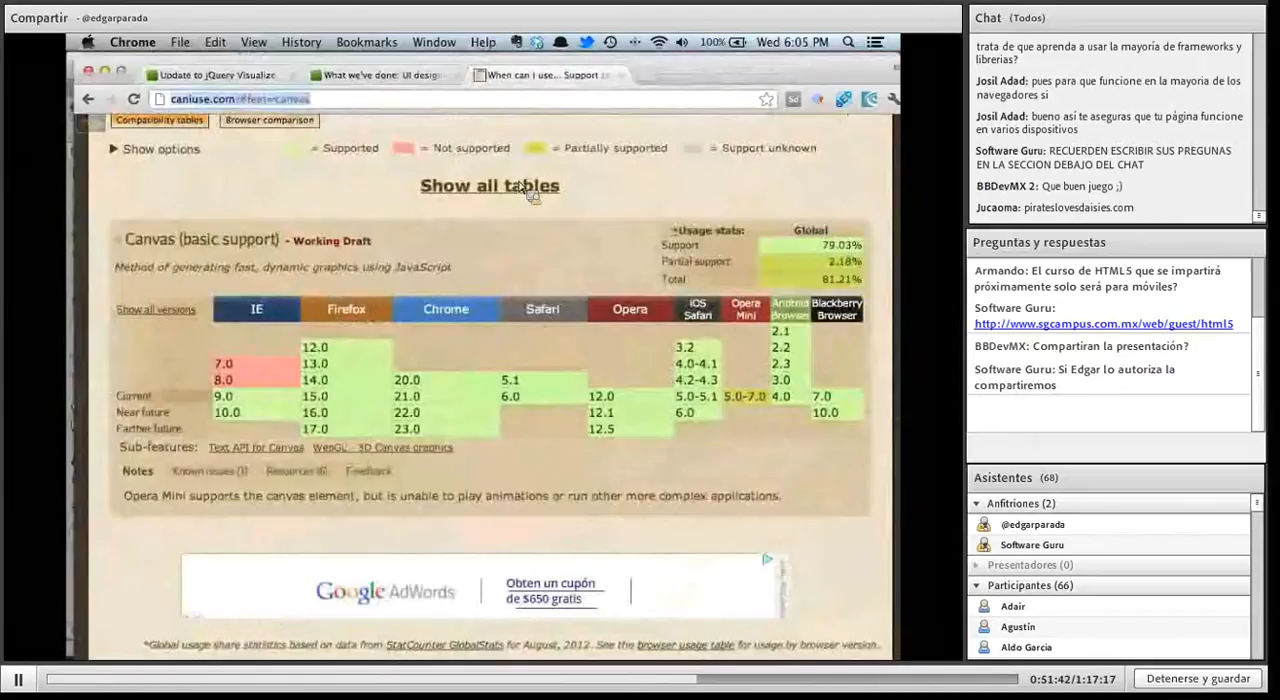 Compartir - @edgarparada
Chrome File Edit View History Bookmarks Window Help 100% Wed 6:05 PM
Update to jQuery Visualize
What we've done: UI desig
When can I use... Support
caniuse.com/#feat=canvas
Compatibility tables
Browser comparison
Show options
= Supported = Not supported = Partially supported = Support unknown
Show all tables
Canvas (basic support) - Working Draft
Method of generating fast, dynamic graphics using JavaScript
*Usage stats: Global
Support: 79.03%
Partial support: 2.18%
Total 81.21%
Show all versions IE Firefox Chrome Safari Opera iOS Safari Opera Mini Android Browser Blackberry Browser
2.1
12.0 3.2 2.2
7.0 13.0 4.0-4.1 2.3
8.0 14.0 20.0 5.1 4.2-4.3 3.0
Current 9.0 15.0 21.0 6.0 12.0 5.0-5.1 5.0-7.0 4.0 7.0
Near future 10.0 16.0 22.0 12.1 6.0 10.0
Farther future 17.0 23.0 12.5
Sub-features: Text API for Canvas WebGL - 3D Canvas graphics
Notes Known issues (1) Resources (6) Feedback
Opera Mini supports the canvas element, but is unable to play animations or run other more complex applications.
Google AdWords
Obten un cupón
de $650 gratis
*Global usage share statistics based on data from StatCounter GlobalStats for August, 2012. See the browser usage table for usage by browser version.
Chat (Todos)
trata de que aprenda a usar la mayoria de frameworks y
librerias?
Josil Adad: pues para que funcione en la mayoria de los
navegadores si
Josil Adad: bueno así te aseguras que tu página funcione
en varios dispositivos
Software Guru: RECUERDEN ESCRIBIR SUS PREGUNAS
EN LA SECCION DEBAJO DEL CHAT
BBDevMX 2: Que buen juego ;)
Jucaoma: pirateslovesdaisies.com
Preguntas y respuestas
Armando: El curso de HTML5 que se impartirá
próximamente solo será para móviles?
Software Guru:
http://www.sgcampus.com.mx/web/guest/html5
BBDevMX: Compartiran la presentación?
Software Guru: Si Edgar lo autoriza la
compartiremos
Asistentes (68)
Anfitriones (2)
@edgarparada
Software Guru
Presentadores (0)
Participantes (66)
Adair
Agustín
Aldo Garcia
0:51:42/1:17:17
Detenerse y guardar